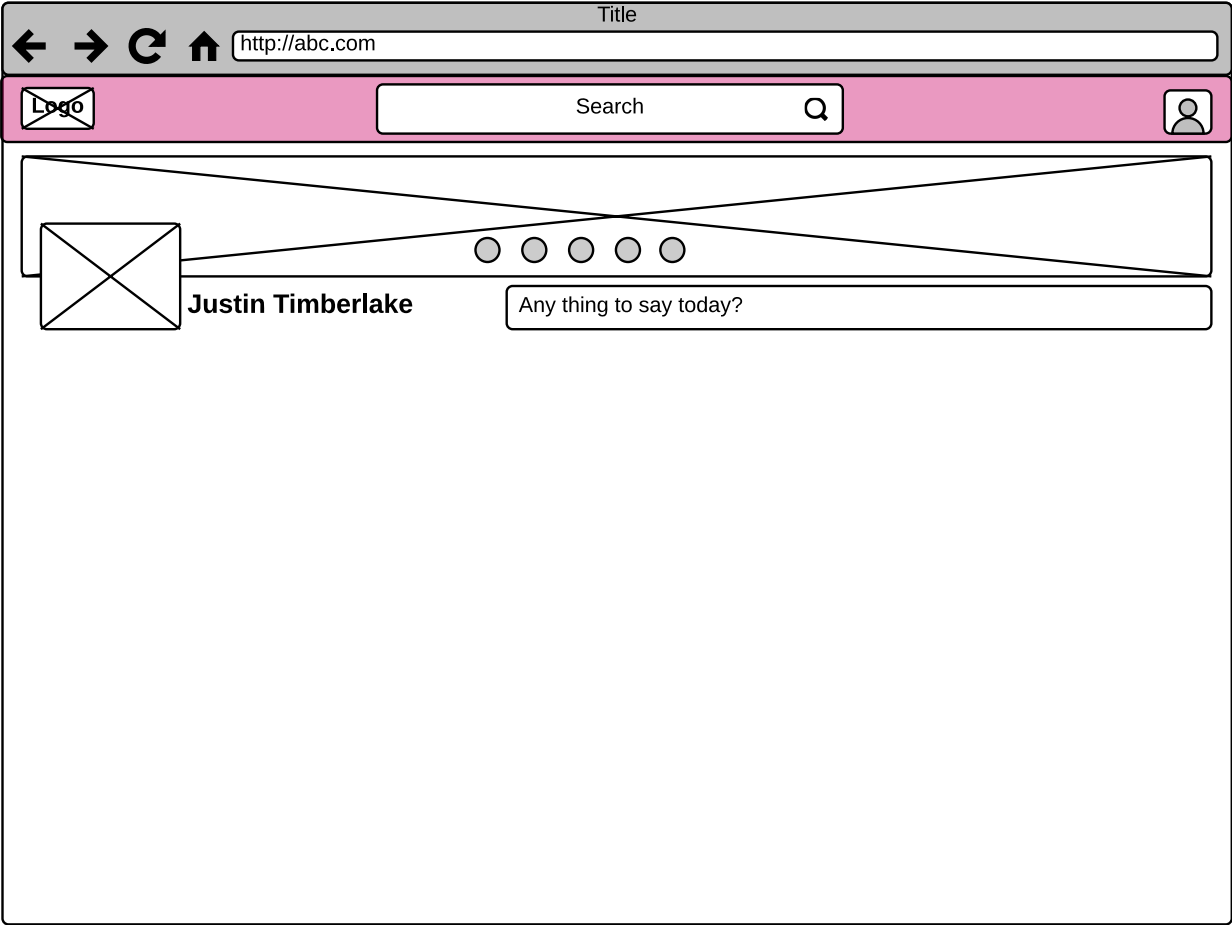 Title
http://abc.com
Logo
Search
Justin Timberlake
Any thing to say today?